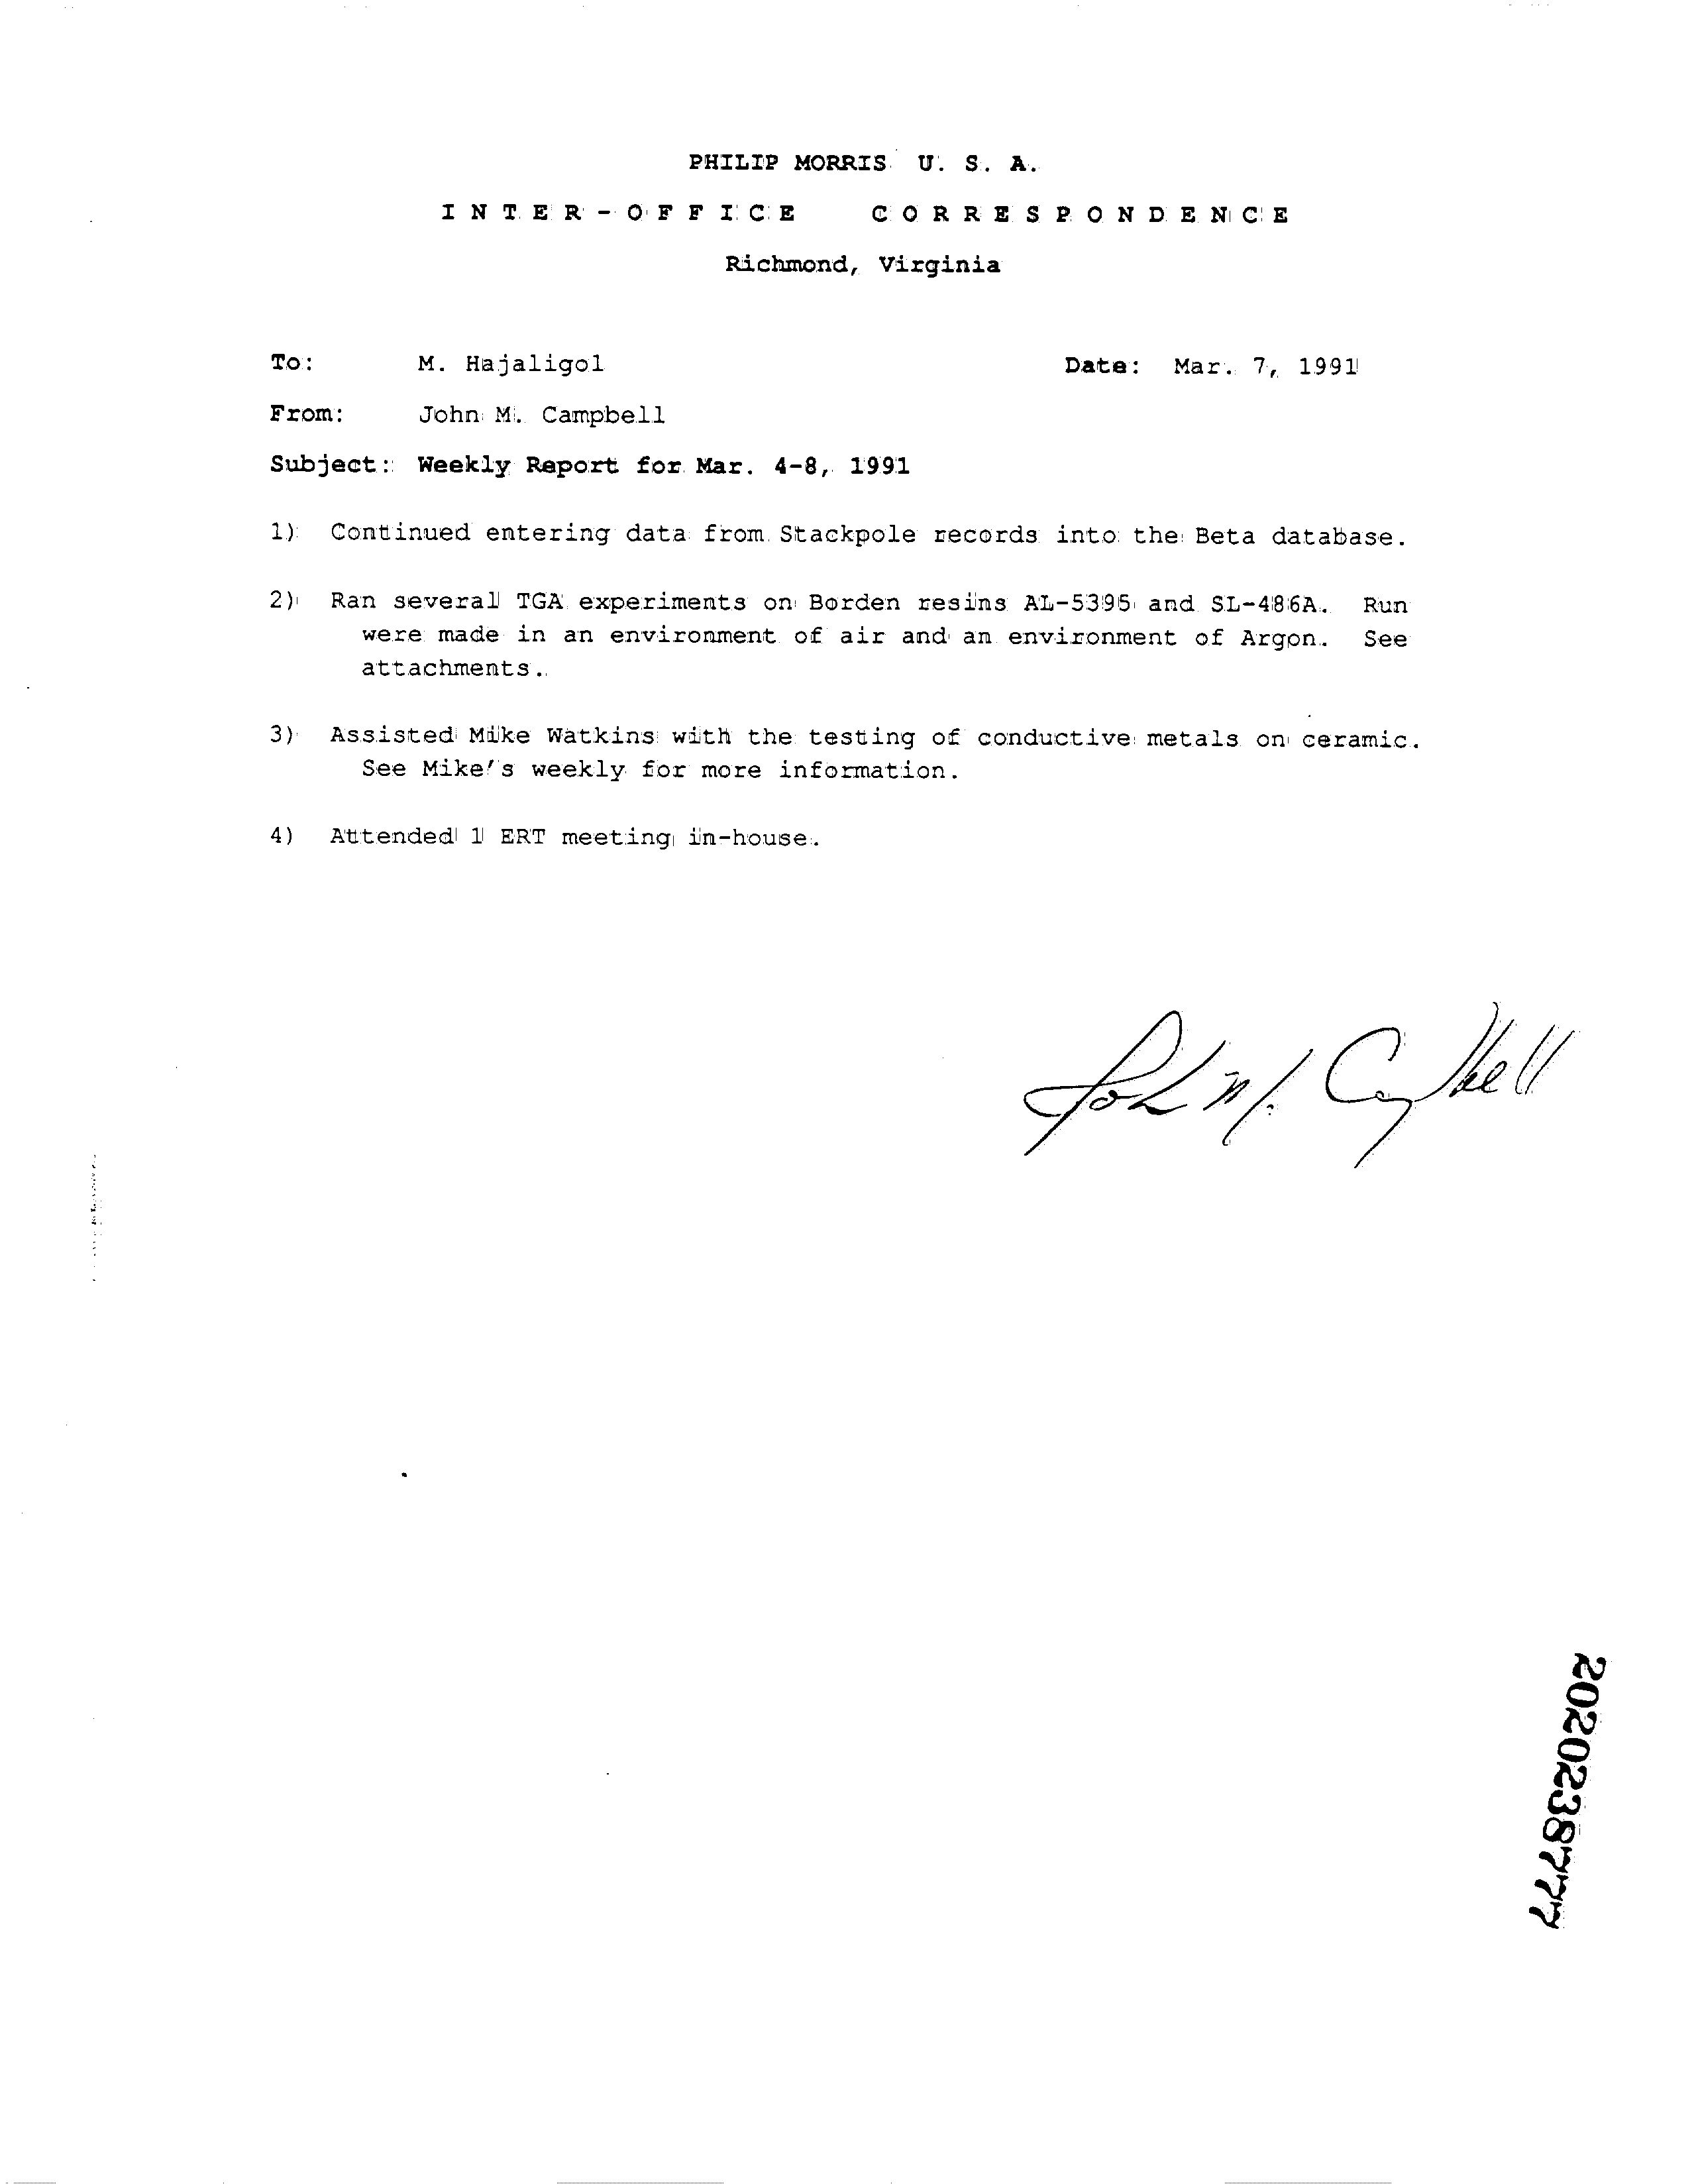 PHILIP MORRIS U. S. A.
INTER-OFFICE CORRESPONDENCE
Richmond, Virginia
To: M. Hajaligol Date: Mar. 7, 1991
From: John M. Campbell
Subject: Weekly Report for Mar. 4-8, 1991
1) Continued entering data from Stackpole records into the Beta database.
2) Ran several TGA experiments on Borden resins AL-5395 and SL-486A. Run
were made in an environment of air and an environment of Argon. See
attachments.
3) Assisted Mike Watkins with the testing of conductive metals on ceramic.
See Mike's weekly for more information.
4) Attended 1 ERT meeting in-house.
John M. Campbell
2020238777